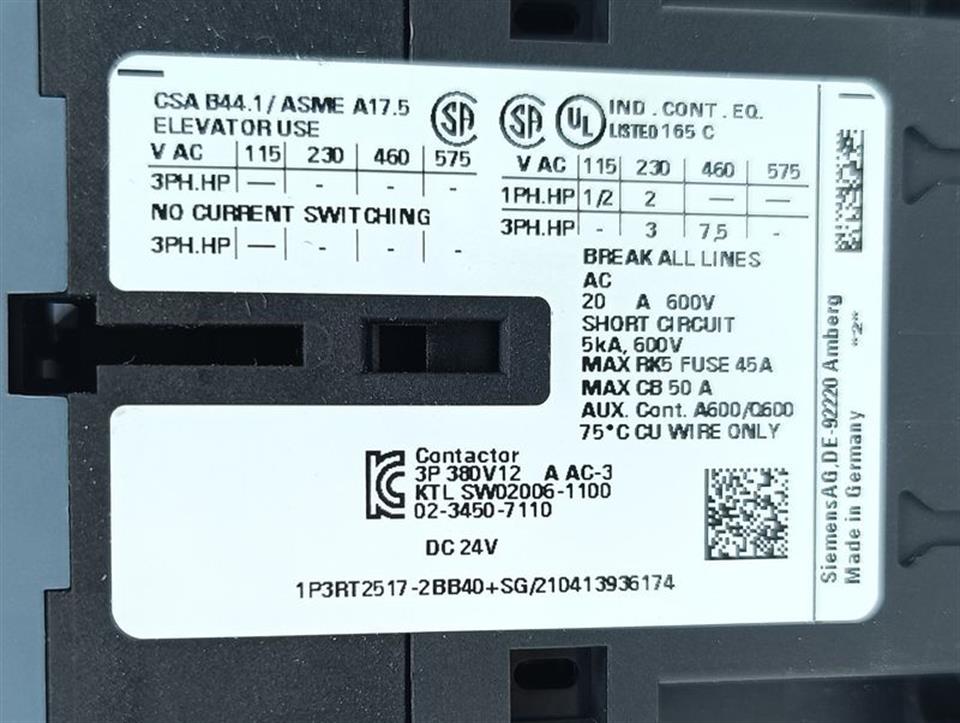 CSA B44.1/ ASME A17.5
ELEVATOR USE
V AC 115 230 460 575
3PH.HP — - - -
NO CURRENT SWITCHING
3PH.HP — - - -
SA SA UL IND. CONT. EQ.
LISTED 165 C
V AC 115 230 460 575
1PH.HP 1/2 2 — —
3PH.HP - 3 7,5 -
BREAK ALL LINES
AC
20 A 600V
SHORT CIRCUIT
5kA, 600V
MAX RK5 FUSE 45A
MAX CB 50 A
AUX. Cont. A600/Q600
75°C CU WIRE ONLY
Contactor
3P 380V12 A AC-3
KTL SW02006-1100
02-3450-7110
DC 24V
1P3RT2517-2BB40+SG/210413936174
SiemensAG,DE-92220 Amberg "2"
Made in Germany